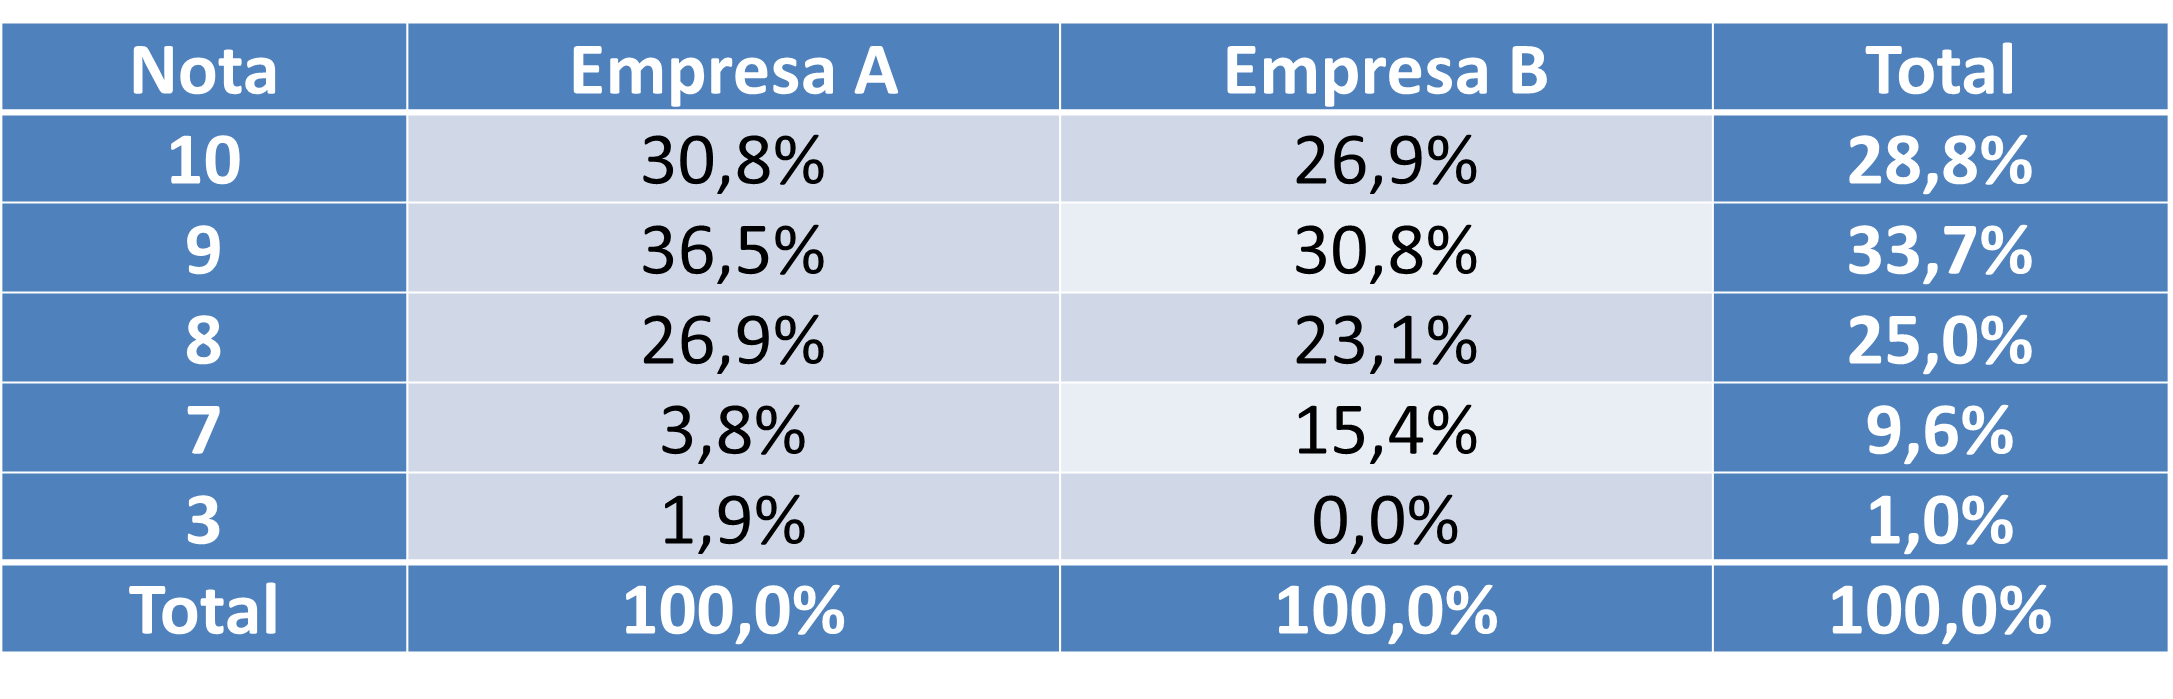 Nota Empresa A Empresa B Total
10 30,8% 26,9% 28,8%
9 36,5% 30,8% 33,7%
8 26,9% 23,1% 25,0%
7 3,8% 15,4% 9,6%
3 1,9% 0,0% 1,0%
Total 100,0% 100,0% 100,0%